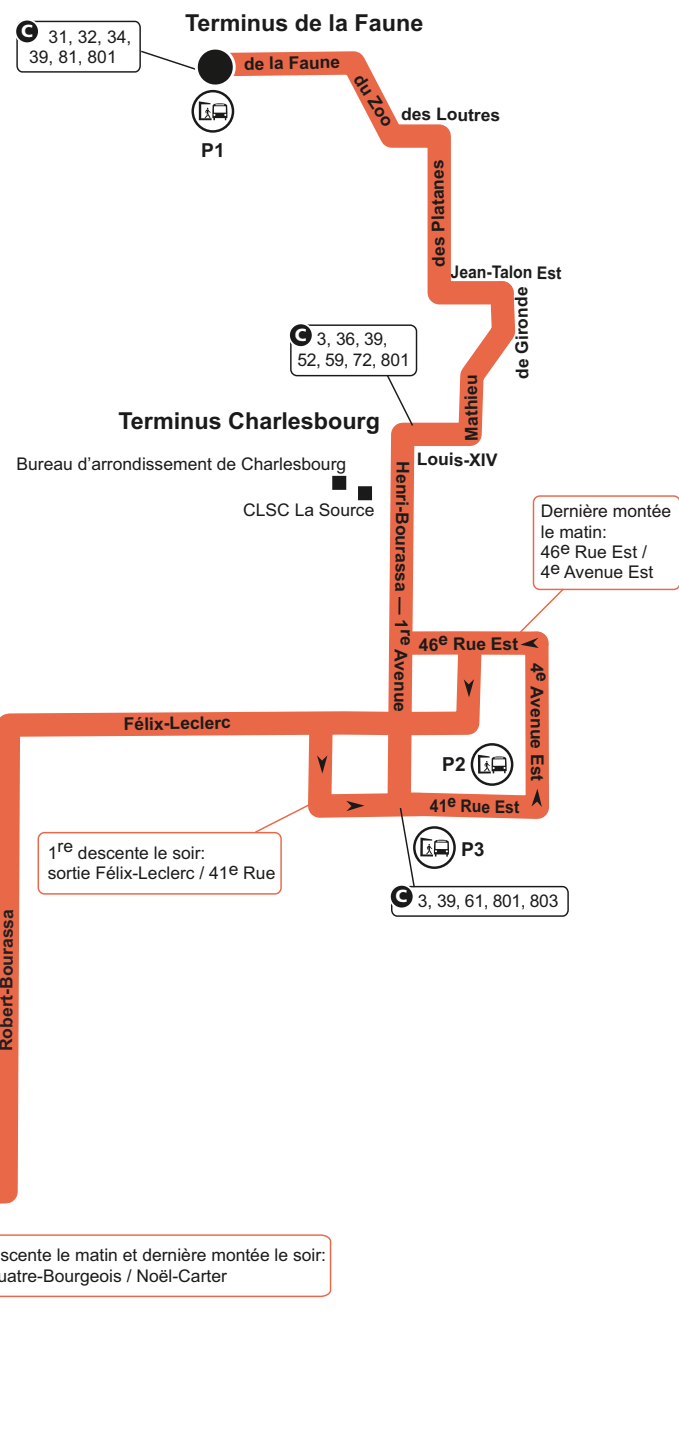 Terminus de la Faune
C 31, 32, 34,
39, 81, 801
de la Faune
P1
du Zoo
des Loutres
des Platanes
Jean-Talon Est
de Gironde
C 3, 36, 39,
52, 59, 72, 801
Mathieu
Terminus Charlesbourg
Louis-XIV
Bureau d'arrondissement de Charlesbourg
CLSC La Source
Henri-Bourassa — 1re Avenue
Dernière montée
le matin:
46e Rue Est /
4e Avenue Est
46e Rue Est
4e Avenue Est
Félix-Leclerc
P2
41e Rue Est
P3
1re descente le soir:
sortie Félix-Leclerc / 41e Rue
C 3, 39, 61, 801, 803
Robert-Bourassa
scente le matin et dernière montée le soir:
uatre-Bourgeois / Noël-Carter